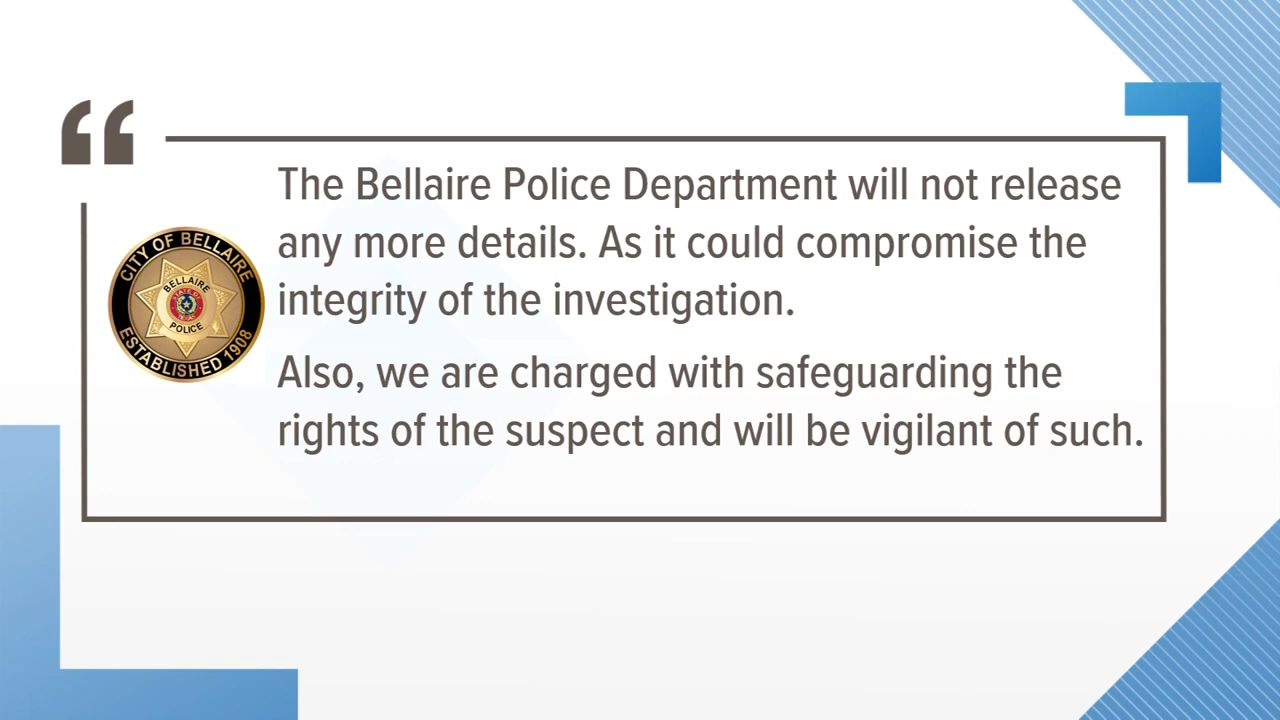 “
The Bellaire Police Department will not release
any more details. As it could compromise the
integrity of the investigation.
Also, we are charged with safeguarding the
rights of the suspect and will be vigilant of such.
CITY OF BELLAIRE
BELLAIRE
POLICE
ESTABLISHED 1908